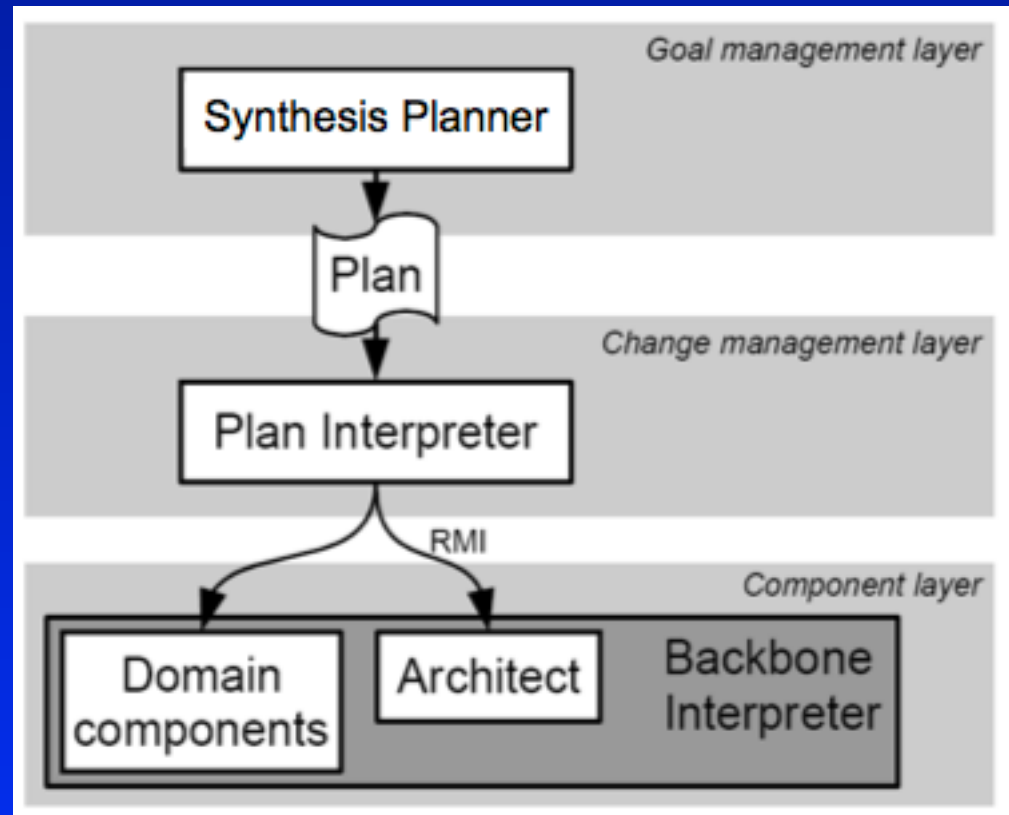 Goal management layer
Synthesis Planner
Plan
Change management layer
Plan Interpreter
RMI
Component layer
Domain
components
Architect
Backbone
Interpreter